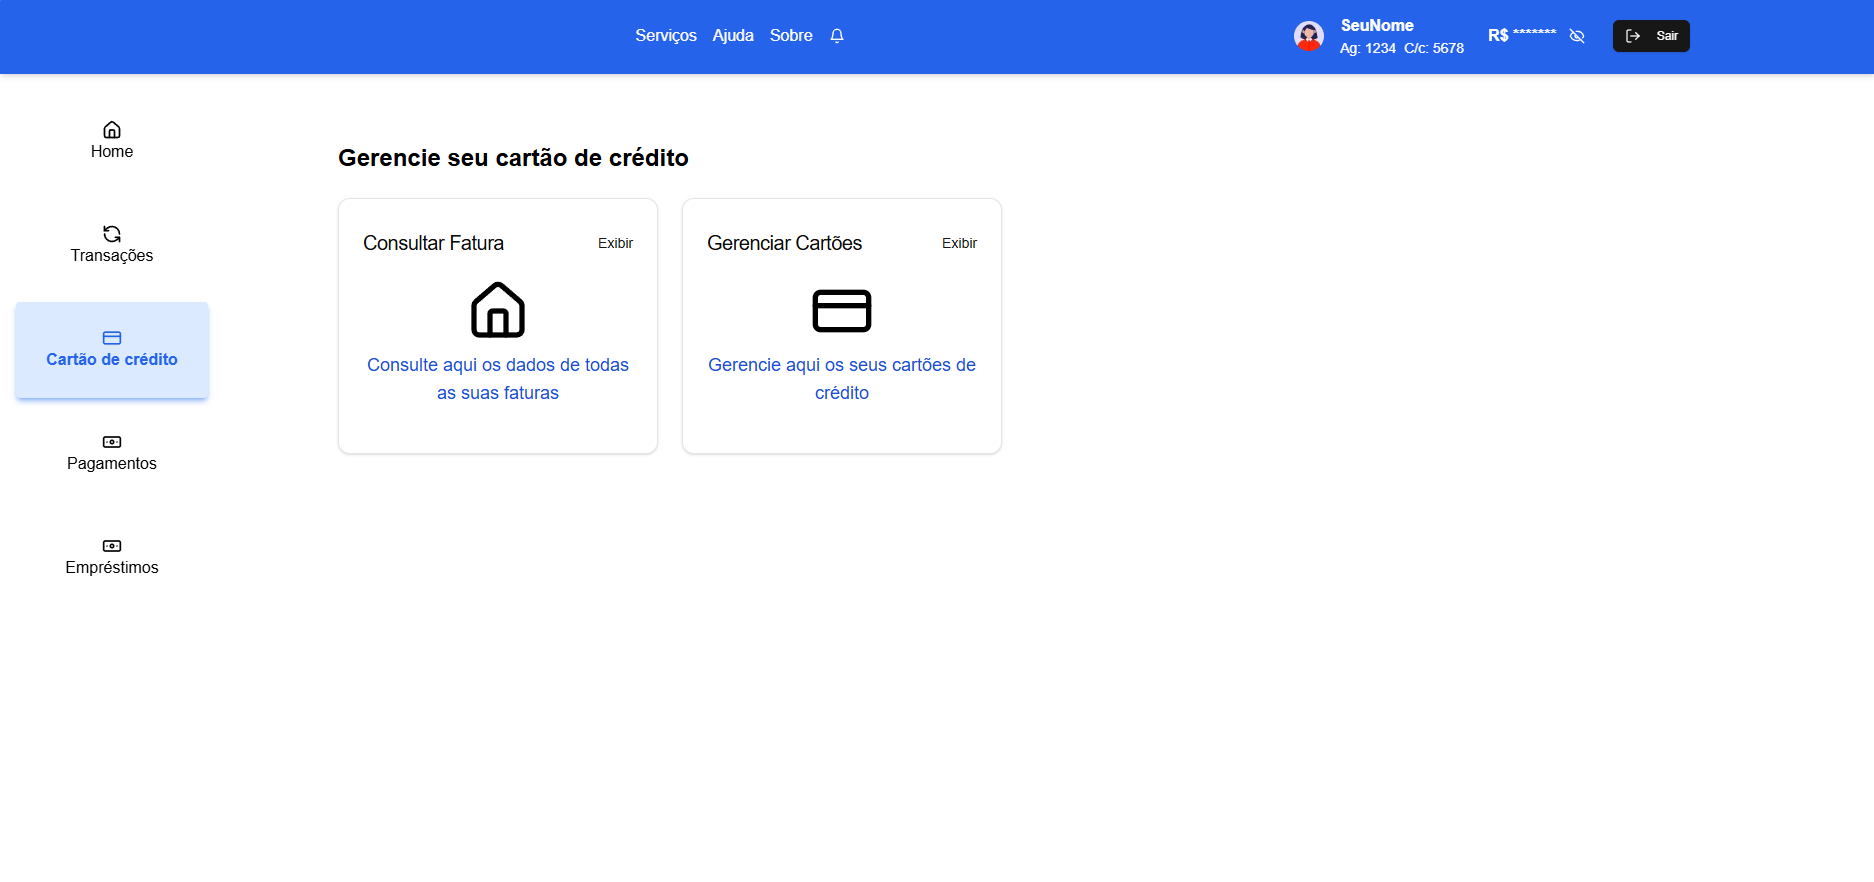 Serviços Ajuda Sobre
SeuNome
Ag: 1234 C/c: 5678
R$ *******
Sair
Home
Transações
Cartão de crédito
Pagamentos
Empréstimos
Gerencie seu cartão de crédito
Consultar Fatura Exibir
Consulte aqui os dados de todas
as suas faturas
Gerenciar Cartões Exibir
Gerencie aqui os seus cartões de
crédito